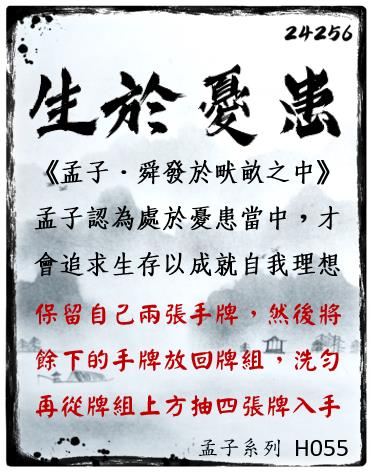 24256
生於憂患
《孟子．舜發於畎畝之中》
孟子認為處於憂患當中，才
會追求生存以成就自我理想
保留自己兩張手牌，然後將
餘下的手牌放回牌組，洗勻
再從牌組上方抽四張牌入手
孟子系列 H055